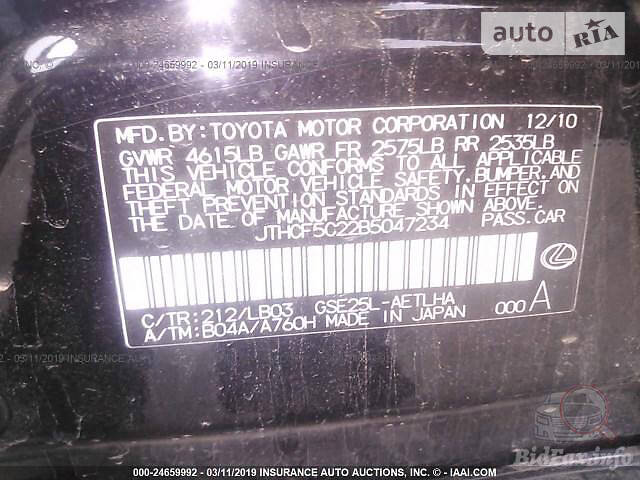 auto RIA
MFD.BY:TOYOTA MOTOR CORPORATION 12/10
GVWR 4615LB GAWR FR 2575LB RR 2535LB
THIS VEHICLE CONFORMS TO ALL APPLICABLE
FEDERAL MOTOR VEHICLE SAFETY,BUMPER,AND
THEFT PREVENTION STANDARDS IN EFFECT ON
THE DATE OF MANUFACTURE SHOWN ABOVE.
JTHCF5C22B5047234 PASS.CAR
C/TR:212/LB03 GSE25L-AETLHA
A/TM:B04A/A760H MADE IN JAPAN 000 A
BidFax.info
000-24659992 - 03/11/2019 INSURANCE AUTO AUCTIONS, INC. - © - IAAI.COM